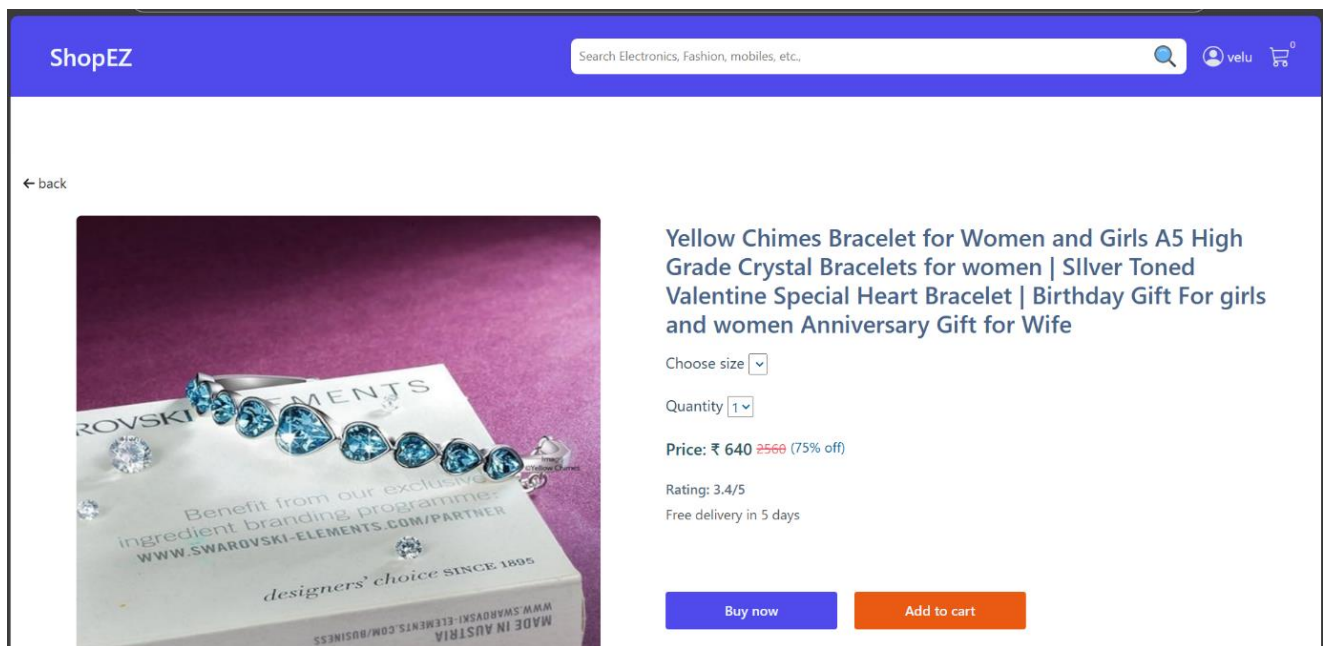 ShopEZ
Search Electronics, Fashion, mobiles, etc.,
velu
0
← back
Yellow Chimes Bracelet for Women and Girls A5 High
Grade Crystal Bracelets for women | SIlver Toned
Valentine Special Heart Bracelet | Birthday Gift For girls
and women Anniversary Gift for Wife
Choose size
Quantity 1
Price: ₹ 640 2560 (75% off)
Rating: 3.4/5
Free delivery in 5 days
Buy now
Add to cart
ROVSKI ELEMENTS
©Yellow Chimes
Benefit from our exclusive
ingredient branding programme:
WWW.SWAROVSKI-ELEMENTS.COM/PARTNER
designers' choice SINCE 1895
WWW.SWAROVSKI-ELEMENTS.COM/BUSINESS
MADE IN AUSTRIA